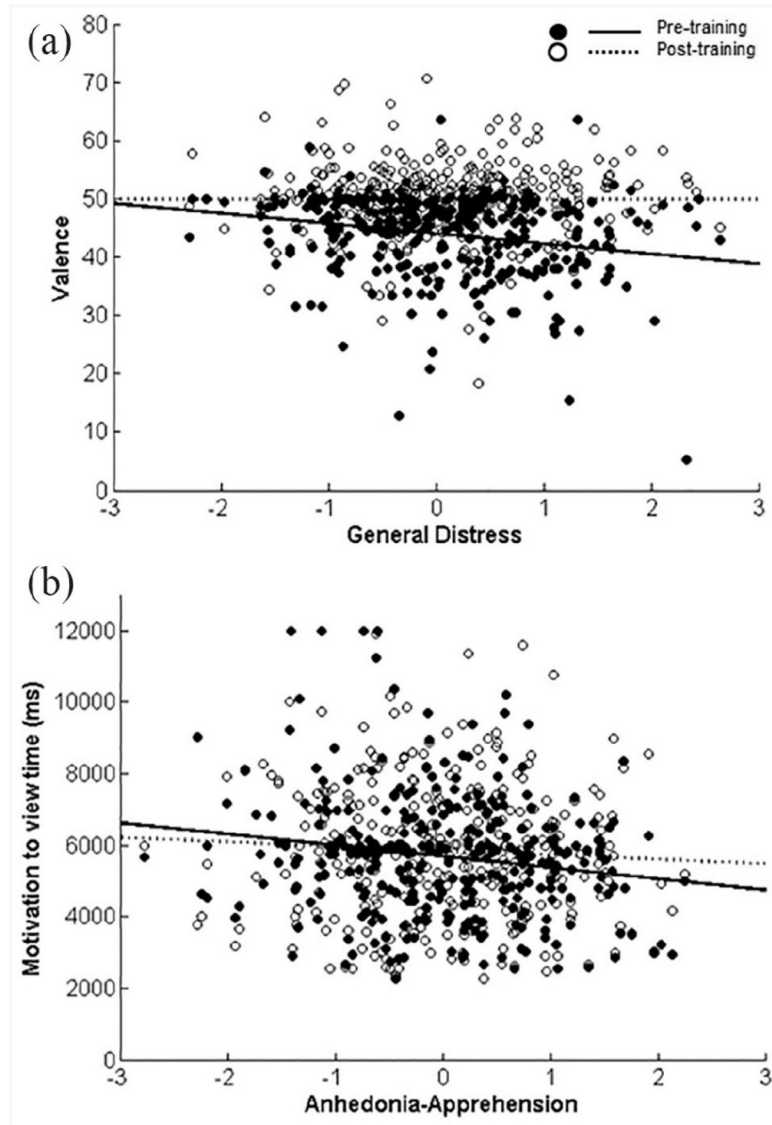 (a)
Pre-training
Post-training
80
70
60
50
40
30
20
10
0
Valence
-3 -2 -1 0 1 2 3
General Distress
(b)
12000
10000
8000
6000
4000
2000
0
Motivation to view time (ms)
-3 -2 -1 0 1 2 3
Anhedonia-Apprehension